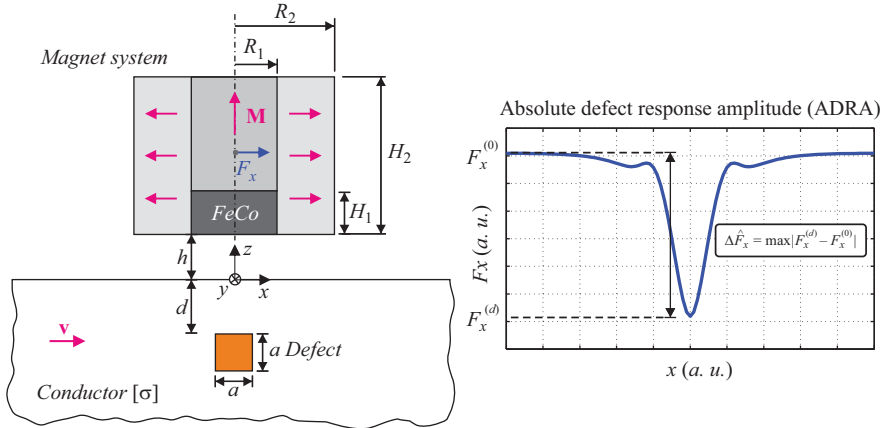 R₂
R₁
Magnet system
M
Fₓ
H₂
FeCo
H₁
h
z
y
x
d
v
a Defect
a
Conductor [σ]
Absolute defect response amplitude (ADRA)
Fₓ⁽⁰⁾
Fx (a. u.)
ΔF̂ₓ = max|Fₓ⁽ᵈ⁾ – Fₓ⁽⁰⁾|
Fₓ⁽ᵈ⁾
x (a. u.)